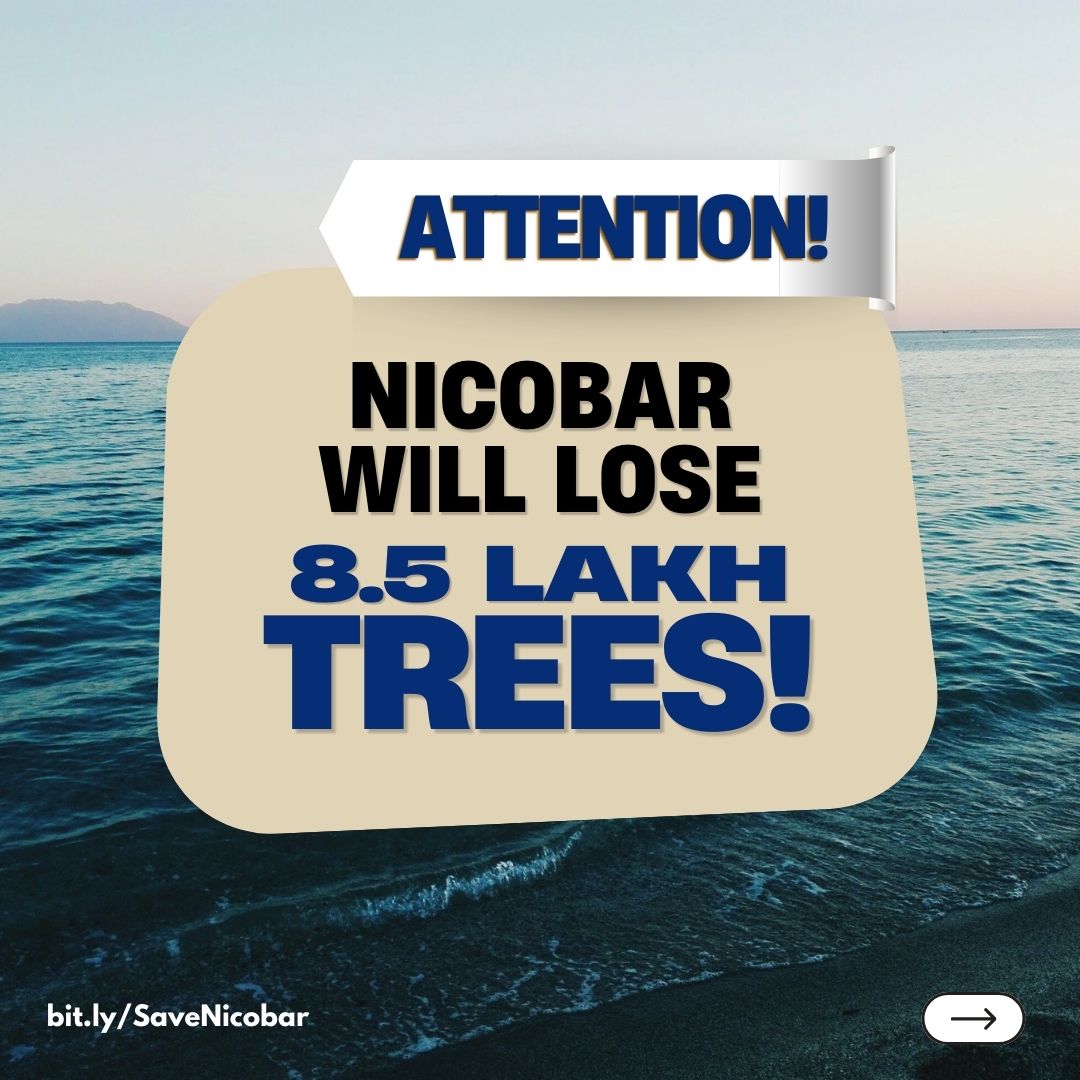 ATTENTION!
NICOBAR
WILL LOSE
8.5 LAKH
TREES!
bit.ly/SaveNicobar